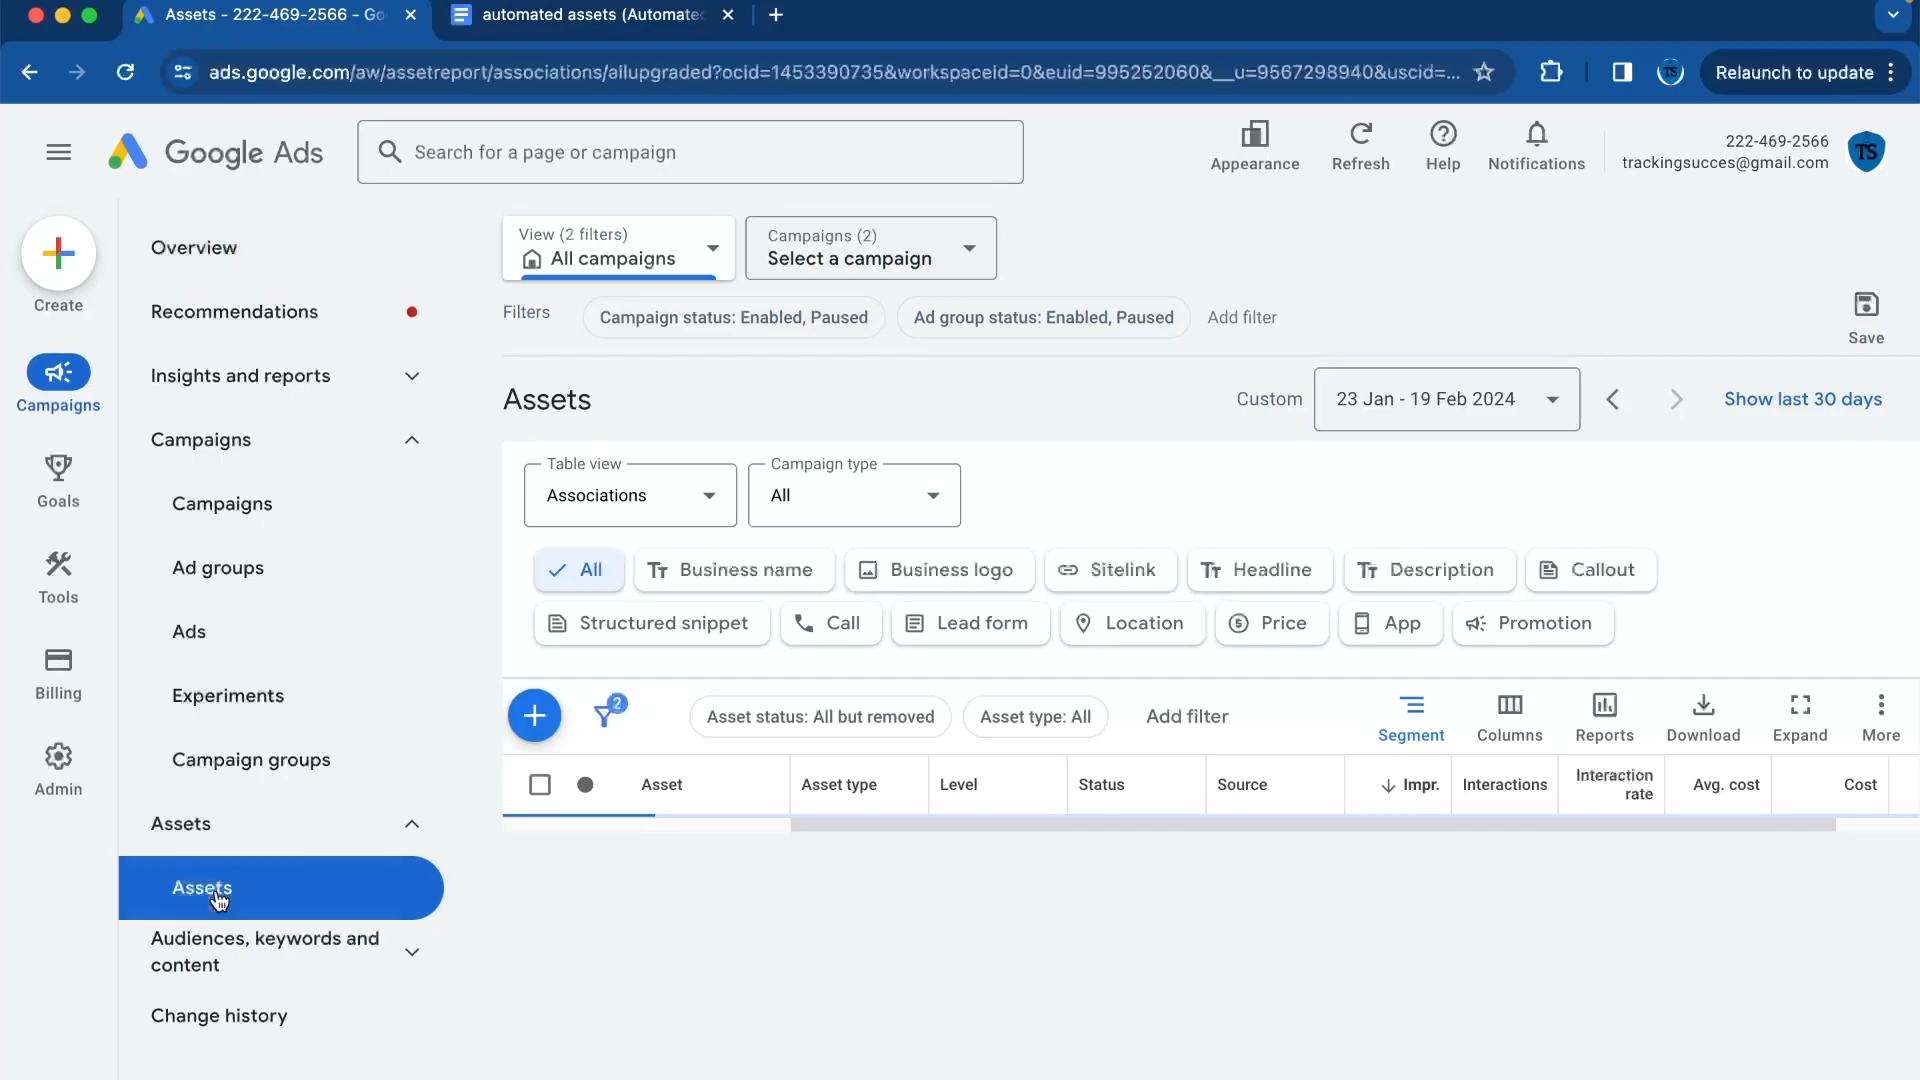 Assets - 222-469-2566 - Go
automated assets (Automated
ads.google.com/aw/assetreport/associations/allupgraded?ocid=1453390735&workspaceId=0&euid=995252060&__u=9567298940&uscid=...
Relaunch to update
Google Ads
Search for a page or campaign
Appearance
Refresh
Help
Notifications
222-469-2566
trackingsucces@gmail.com
TS
Create
Campaigns
Goals
Tools
Billing
Admin
Overview
Recommendations
Insights and reports
Campaigns
Campaigns
Ad groups
Ads
Experiments
Campaign groups
Assets
Assets
Audiences, keywords and
content
Change history
View (2 filters)
All campaigns
Campaigns (2)
Select a campaign
Filters
Campaign status: Enabled, Paused
Ad group status: Enabled, Paused
Add filter
Save
Assets
Custom
23 Jan - 19 Feb 2024
Show last 30 days
Table view
Associations
Campaign type
All
All
Business name
Business logo
Sitelink
Headline
Description
Callout
Structured snippet
Call
Lead form
Location
Price
App
Promotion
2
Asset status: All but removed
Asset type: All
Add filter
Segment
Columns
Reports
Download
Expand
More
Asset
Asset type
Level
Status
Source
Impr.
Interactions
Interaction
rate
Avg. cost
Cost